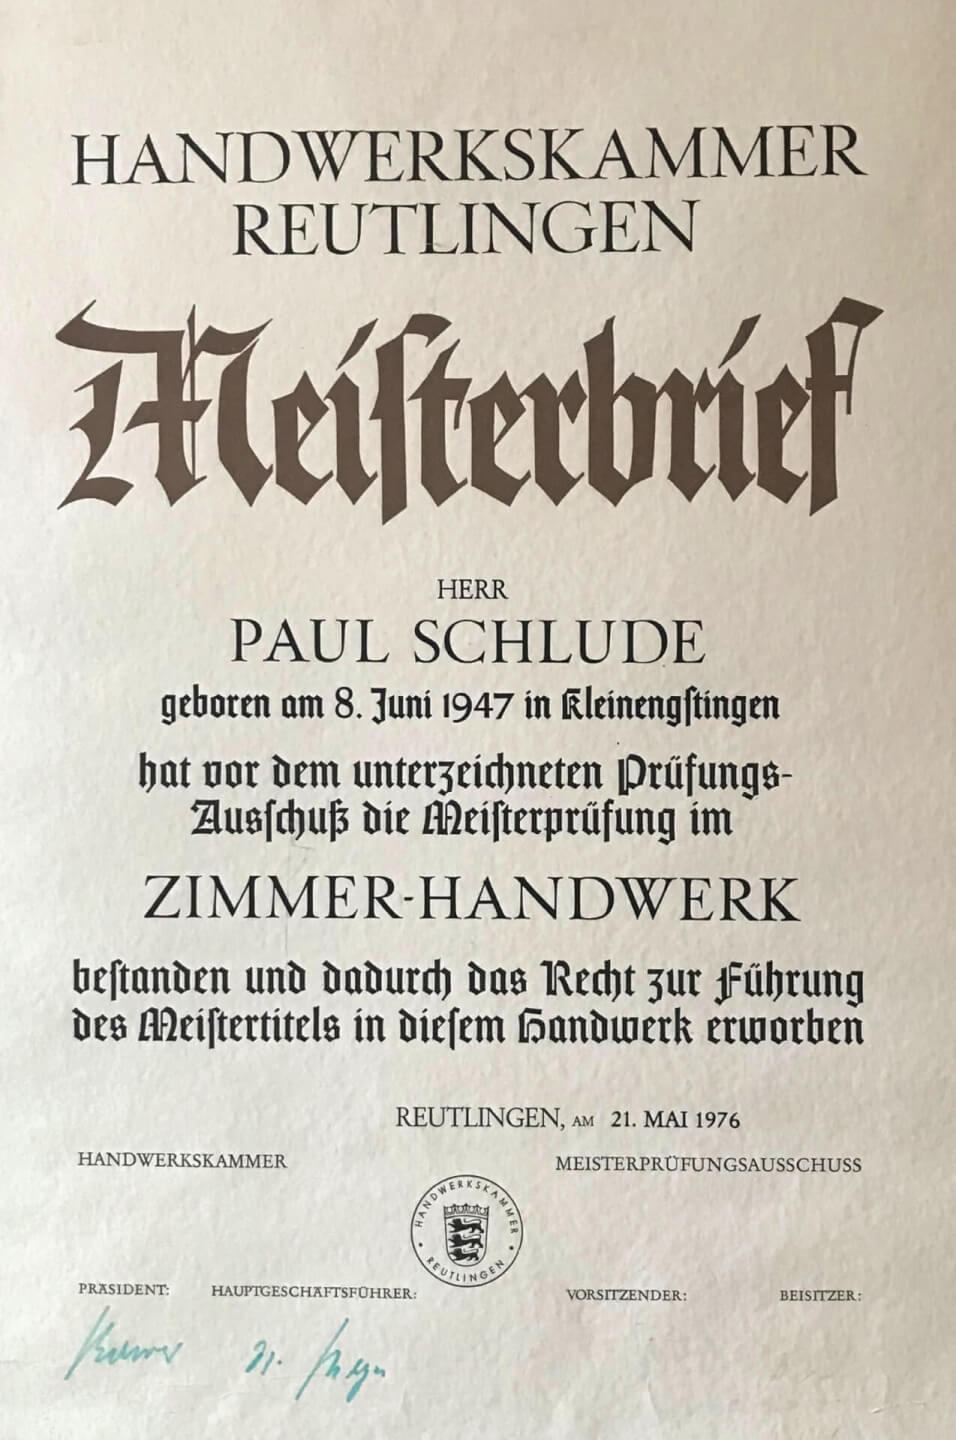 HANDWERKSKAMMER
REUTLINGEN
Meisterbrief
HERR
PAUL SCHLUDE
geboren am 8. Juni 1947 in Kleinengstingen
hat vor dem unterzeichneten Prüfungs-
Ausschuß die Meisterprüfung im
ZIMMER-HANDWERK
bestanden und dadurch das Recht zur Führung
des Meistertitels in diesem Handwerk erworben
REUTLINGEN, AM 21. MAI 1976
HANDWERKSKAMMER MEISTERPRÜFUNGSAUSSCHUSS
HANDWERKSKAMMER
REUTLINGEN
PRÄSIDENT: HAUPTGESCHÄFTSFÜHRER: VORSITZENDER: BEISITZER: